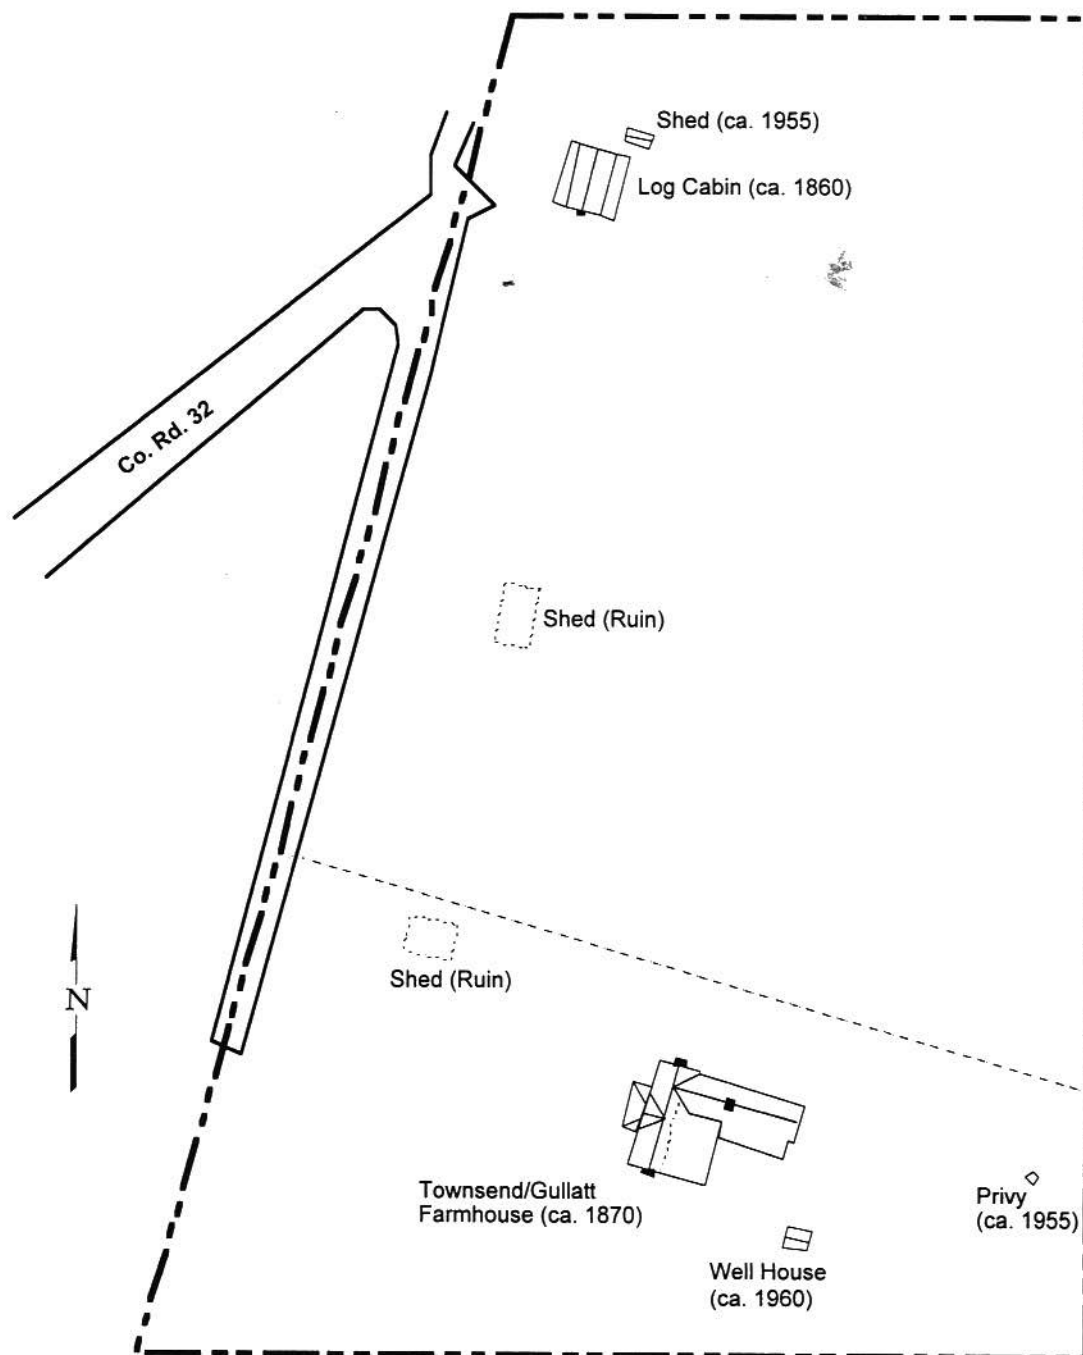 Shed (ca. 1955)
Log Cabin (ca. 1860)
Co. Rd. 32
Shed (Ruin)
Shed (Ruin)
N
Townsend/Gullatt
Farmhouse (ca. 1870)
Privy
(ca. 1955)
Well House
(ca. 1960)